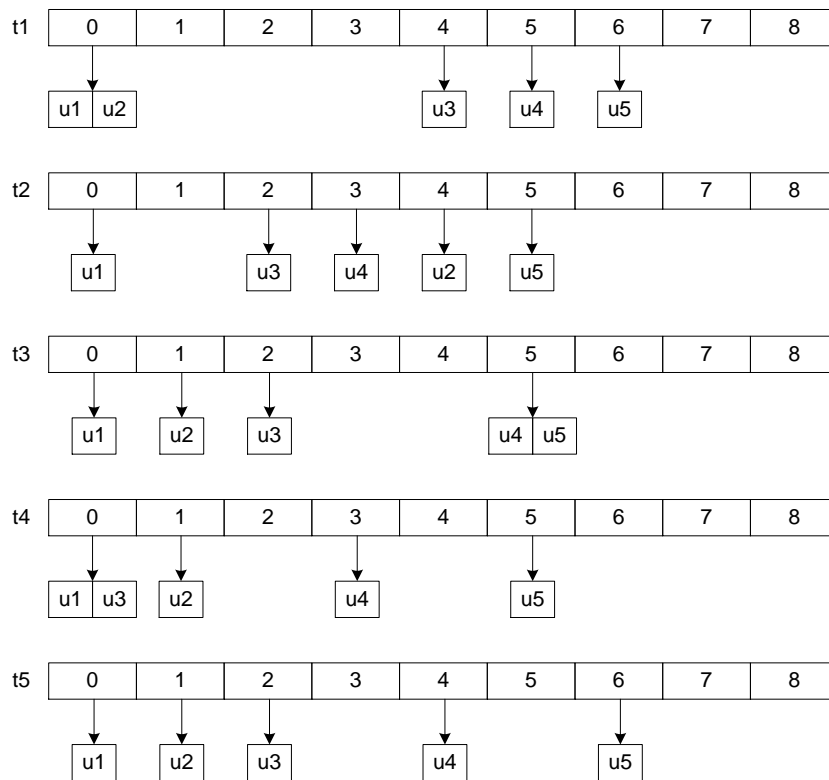 t1 0 1 2 3 4 5 6 7 8
u1 u2 u3 u4 u5
t2 0 1 2 3 4 5 6 7 8
u1 u3 u4 u2 u5
t3 0 1 2 3 4 5 6 7 8
u1 u2 u3 u4 u5
t4 0 1 2 3 4 5 6 7 8
u1 u3 u2 u4 u5
t5 0 1 2 3 4 5 6 7 8
u1 u2 u3 u4 u5